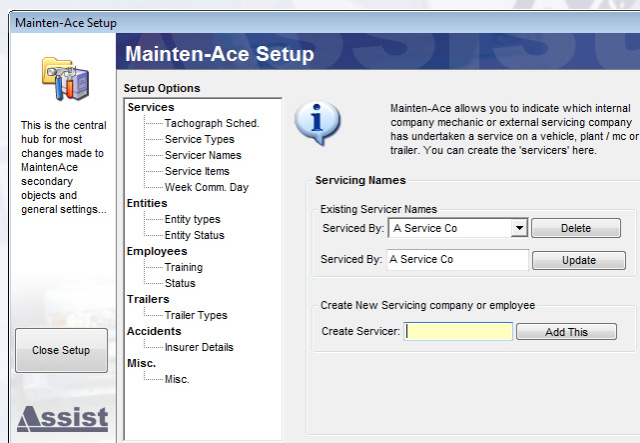 Mainten-Ace Setup
Assist
Mainten-Ace Setup
This is the central
hub for most
changes made to
MaintenAce
secondary
objects and
general settings...
Close Setup
Assist
Setup Options
Services
Tachograph Sched.
Service Types
Servicer Names
Service Items
Week Comm. Day
Entities
Entity types
Entity Status
Employees
Training
Status
Trailers
Trailer Types
Accidents
Insurer Details
Misc.
Misc.
Mainten-Ace allows you to indicate which internal
company mechanic or external servicing company
has undertaken a service on a vehicle, plant / mc or
trailer. You can create the 'servicers' here.
Servicing Names
Existing Servicer Names
Serviced By: A Service Co Delete
Serviced By: A Service Co Update
Create New Servicing company or employee
Create Servicer: Add This